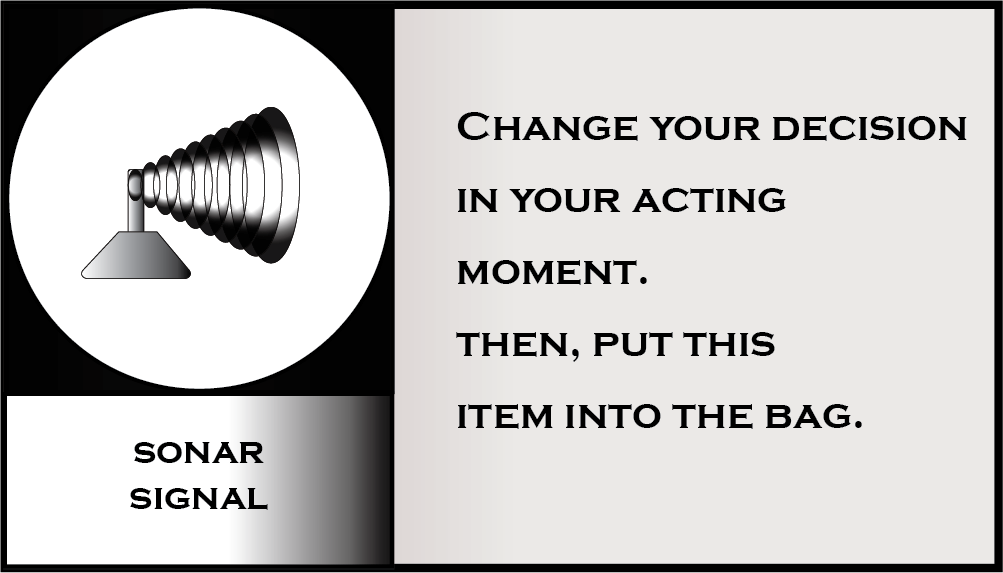 SONAR
SIGNAL
CHANGE YOUR DECISION
IN YOUR ACTING
MOMENT.
THEN, PUT THIS
ITEM INTO THE BAG.